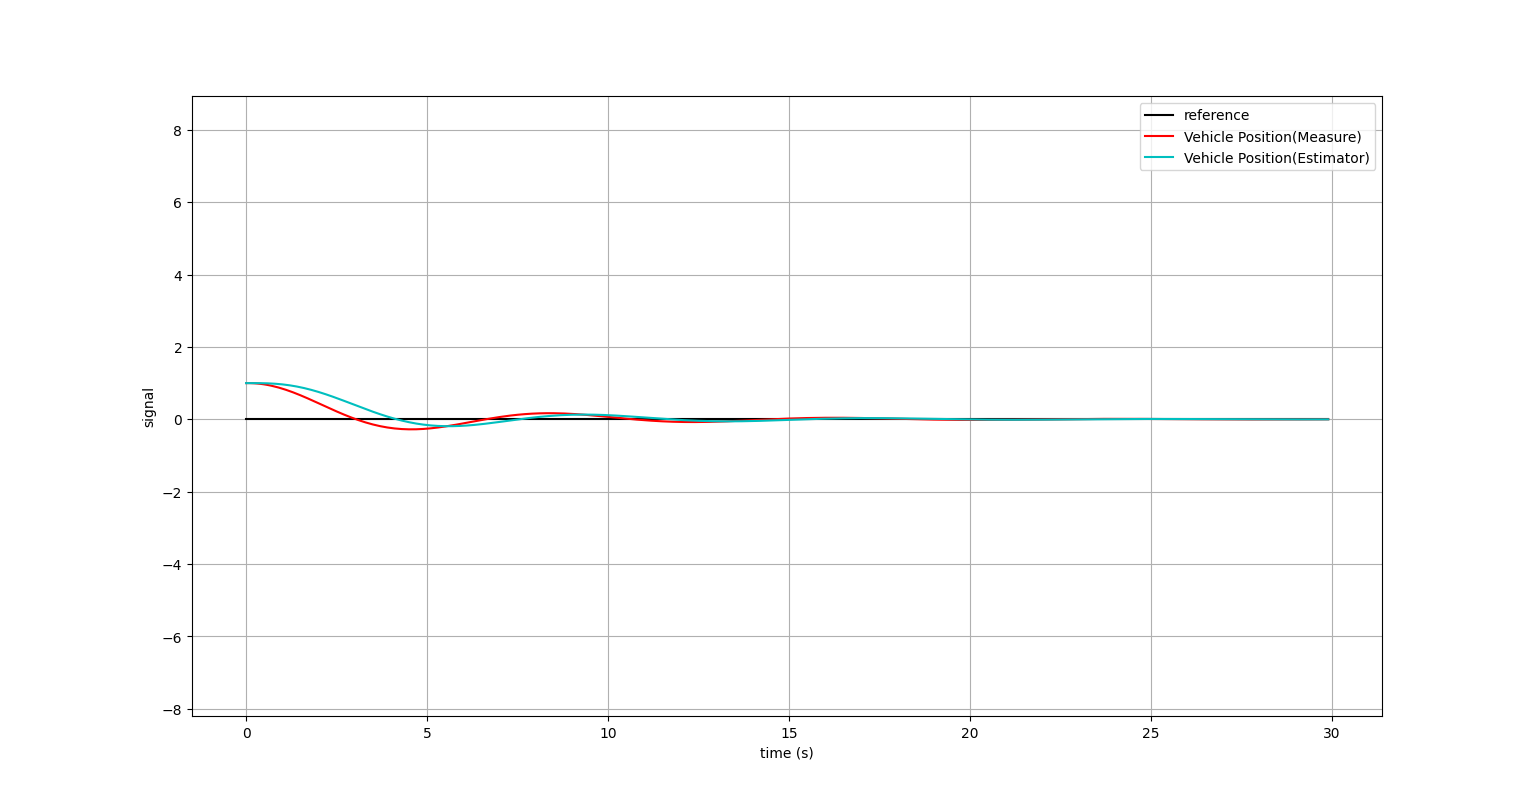 reference
Vehicle Position(Measure)
Vehicle Position(Estimator)
8
6
4
2
0
−2
−4
−6
−8
signal
0 5 10 15 20 25 30
time (s)